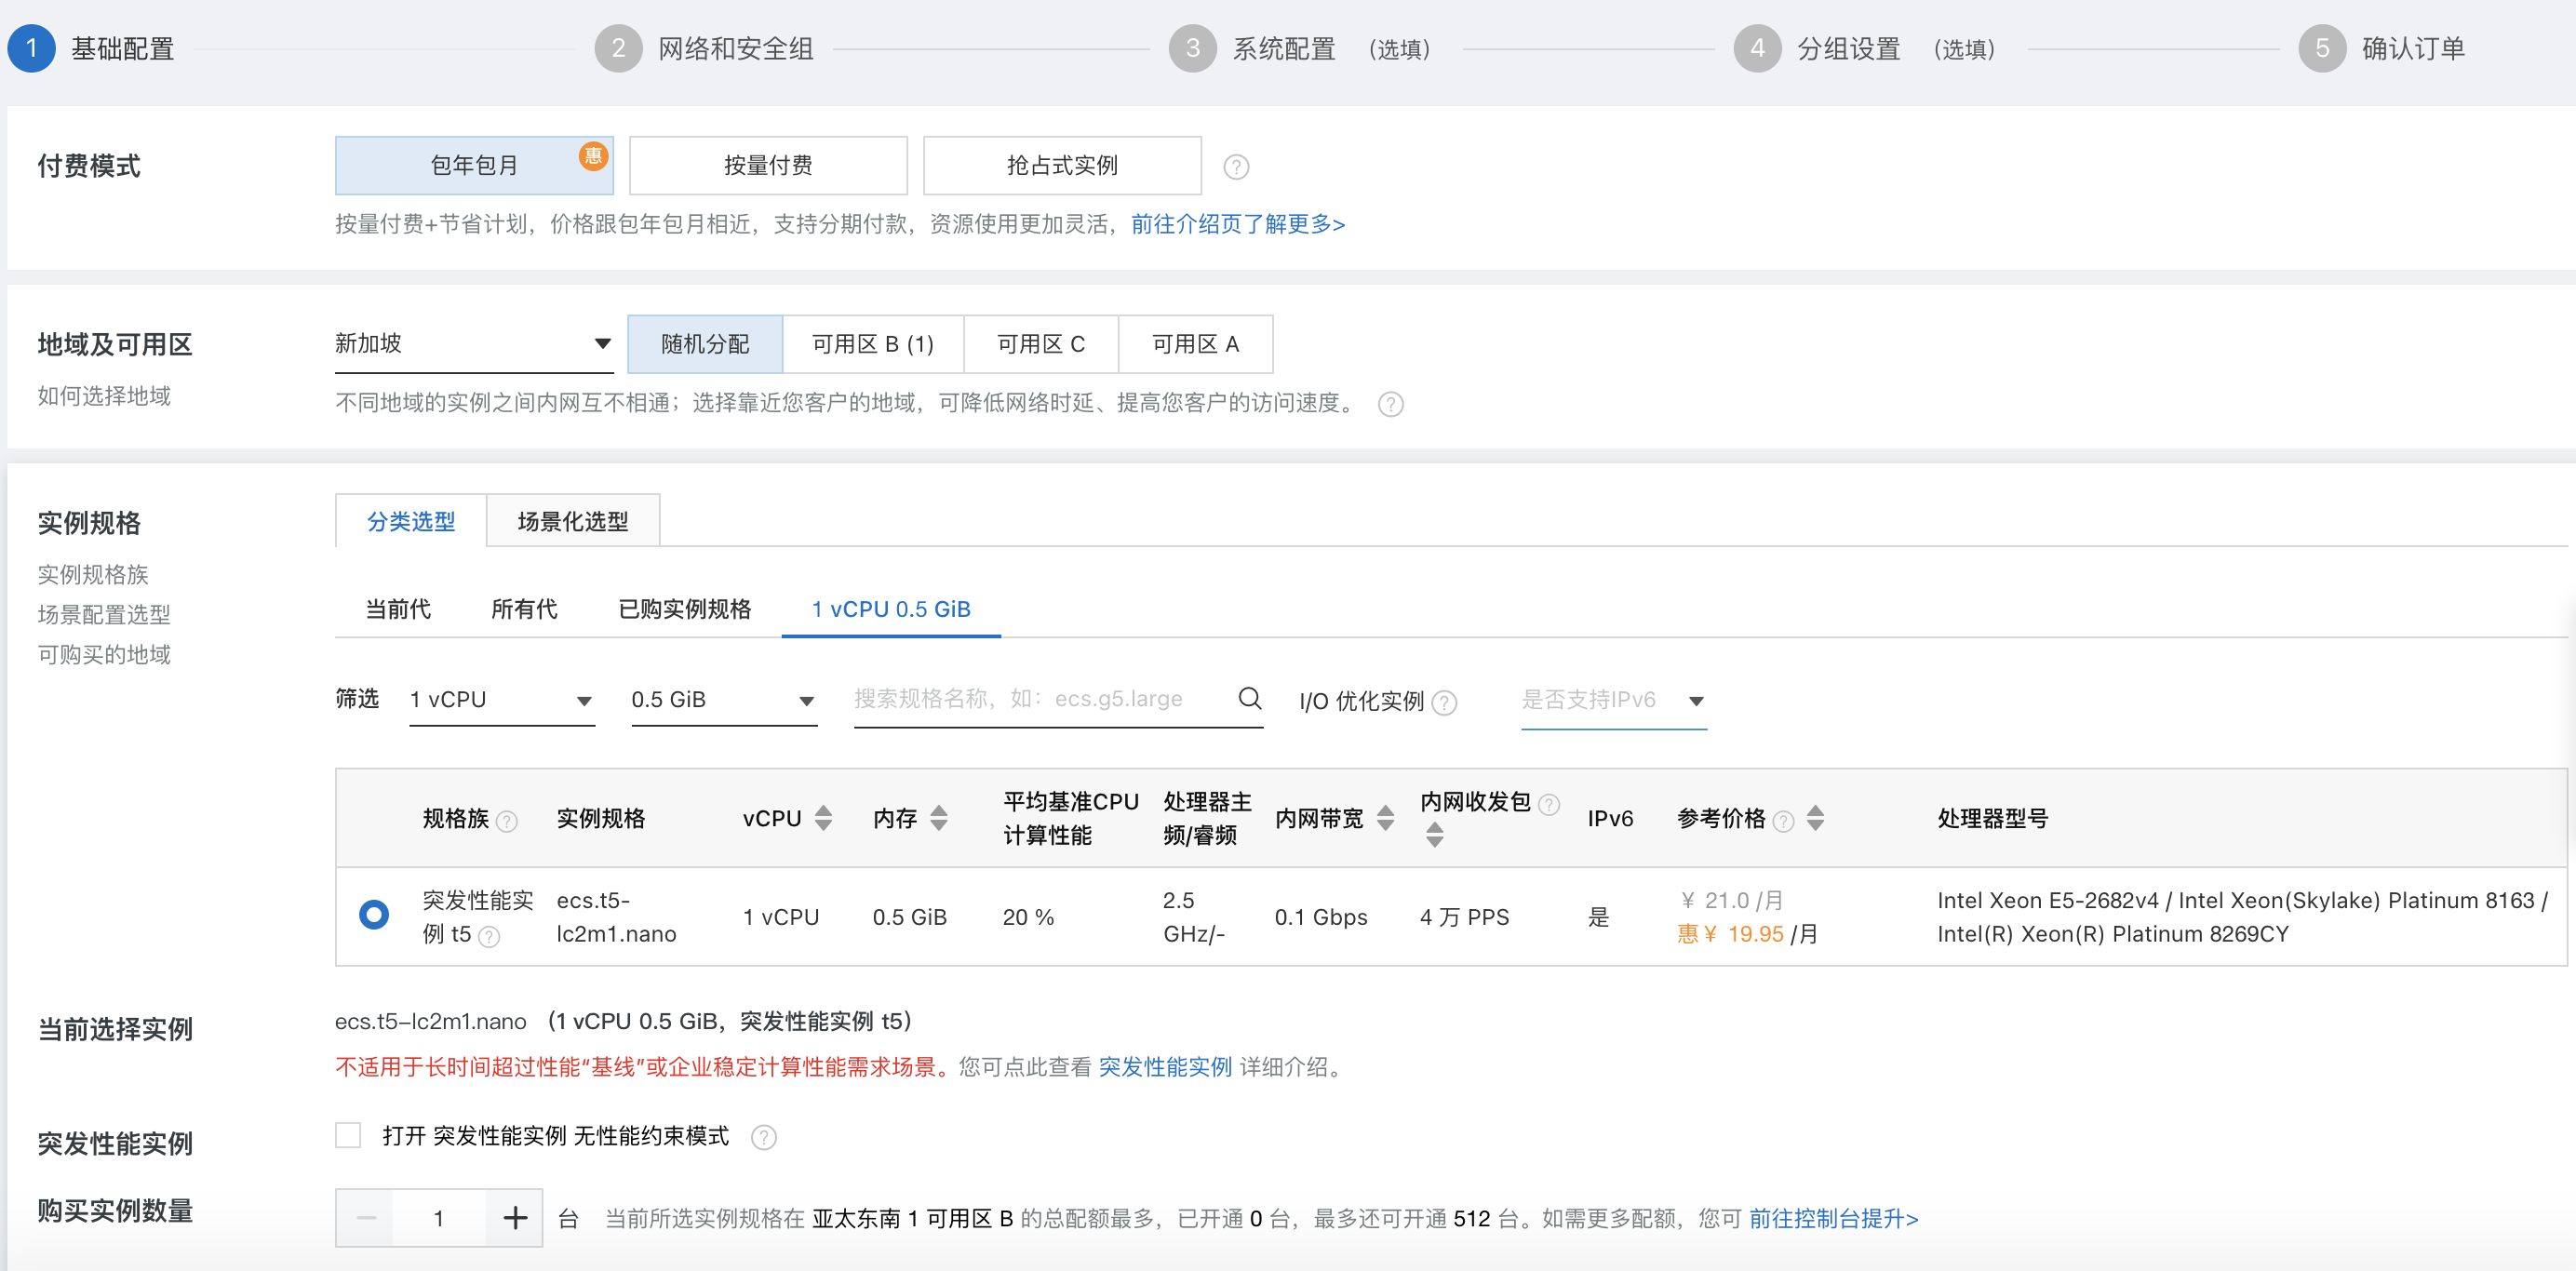 1 基础配置
2 网络和安全组
3 系统配置 (选填)
4 分组设置 (选填)
5 确认订单
付费模式
包年包月 惠
按量付费
抢占式实例 ?
按量付费+节省计划，价格跟包年包月相近，支持分期付款，资源使用更加灵活，前往介绍页了解更多>
地域及可用区
如何选择地域
新加坡
随机分配
可用区 B (1)
可用区 C
可用区 A
不同地域的实例之间内网互不相通；选择靠近您客户的地域，可降低网络时延、提高您客户的访问速度。 ?
实例规格
实例规格族
场景配置选型
可购买的地域
分类选型
场景化选型
当前代
所有代
已购实例规格
1 vCPU 0.5 GiB
筛选
1 vCPU
0.5 GiB
搜索规格名称，如：ecs.g5.large
I/O 优化实例 ?
是否支持IPv6
规格族 ?
实例规格
vCPU
内存
平均基准CPU
计算性能
处理器主
频/睿频
内网带宽
内网收发包 ?
IPv6
参考价格 ?
处理器型号
突发性能实
例 t5 ?
ecs.t5-
lc2m1.nano
1 vCPU
0.5 GiB
20 %
2.5
GHz/-
0.1 Gbps
4 万 PPS
是
¥ 21.0 /月
惠 ¥ 19.95 /月
Intel Xeon E5-2682v4 / Intel Xeon(Skylake) Platinum 8163 /
Intel(R) Xeon(R) Platinum 8269CY
当前选择实例
ecs.t5-lc2m1.nano (1 vCPU 0.5 GiB，突发性能实例 t5)
不适用于长时间超过性能“基线”或企业稳定计算性能需求场景。您可点此查看 突发性能实例 详细介绍。
突发性能实例
打开 突发性能实例 无性能约束模式 ?
购买实例数量
− 1 + 台
当前所选实例规格在 亚太东南 1 可用区 B 的总配额最多，已开通 0 台，最多还可开通 512 台。如需更多配额，您可 前往控制台提升>